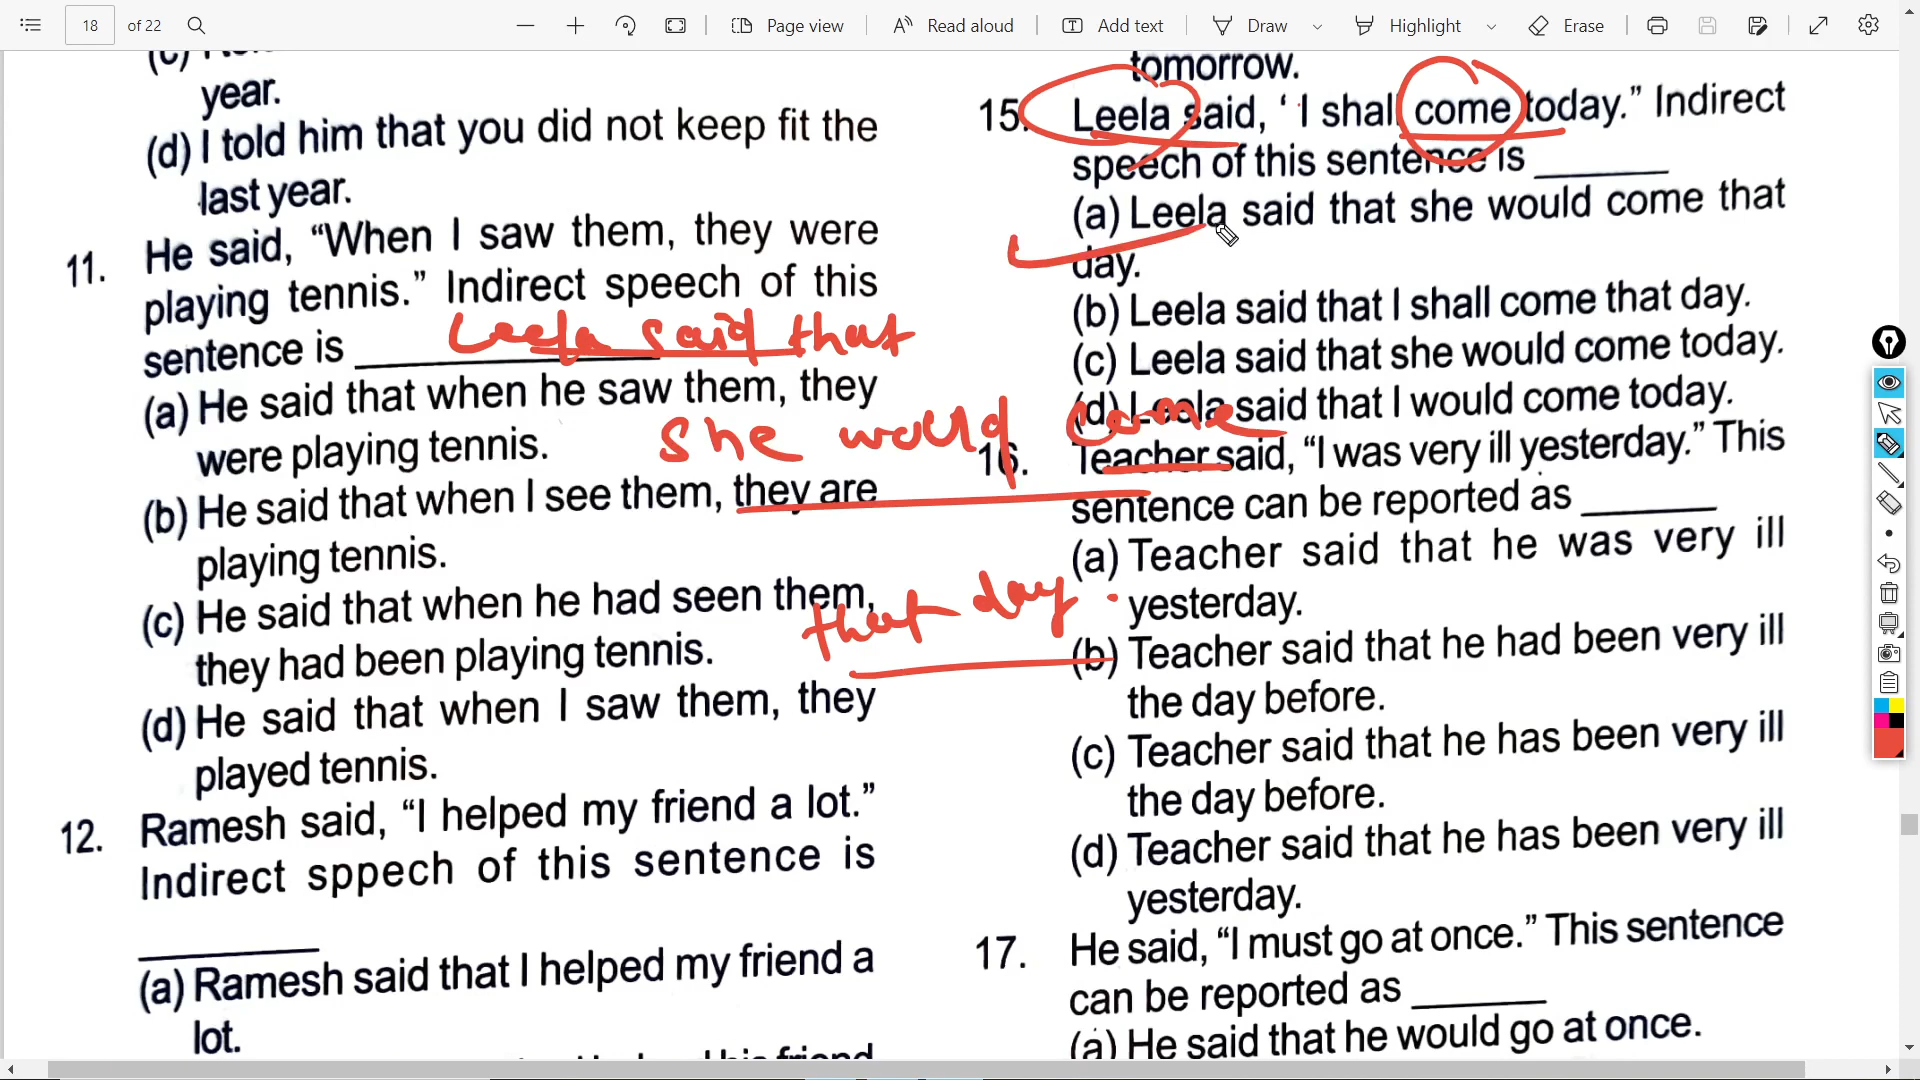 18 of 22 Page view Read aloud Add text Draw Highlight Erase
year.
(d) I told him that you did not keep fit the
last year.
11. He said, “When I saw them, they were
playing tennis.” Indirect speech of this
sentence is ____________
(a) He said that when he saw them, they
were playing tennis.
(b) He said that when I see them, they are
playing tennis.
(c) He said that when he had seen them,
they had been playing tennis.
(d) He said that when I saw them, they
played tennis.
12. Ramesh said, “I helped my friend a lot.”
Indirect sppech of this sentence is
____________
(a) Ramesh said that I helped my friend a
lot.
tomorrow.
15. Leela said, ‘ I shall come today.” Indirect
speech of this sentence is ________
(a) Leela said that she would come that
day.
(b) Leela said that I shall come that day.
(c) Leela said that she would come today.
(d) Leela said that I would come today.
16. Teacher said, “I was very ill yesterday.” This
sentence can be reported as ________
(a) Teacher said that he was very ill
yesterday.
(b) Teacher said that he had been very ill
the day before.
(c) Teacher said that he has been very ill
the day before.
(d) Teacher said that he has been very ill
yesterday.
17. He said, “I must go at once.” This sentence
can be reported as ________
(a) He said that he would go at once.
Leela said that
she would come
that day.